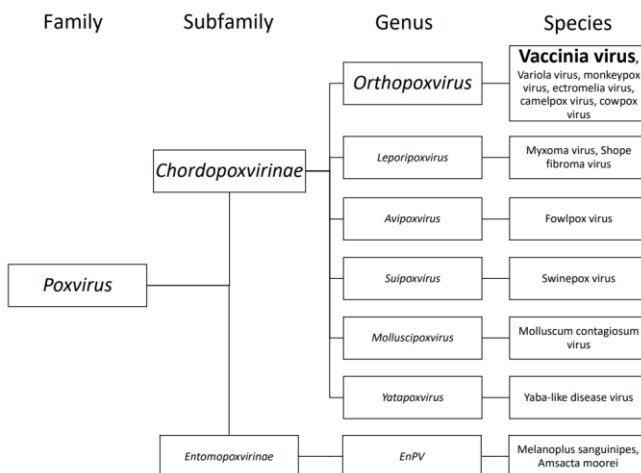 Family Subfamily Genus Species
Vaccinia virus,
Variola virus, monkeypox
virus, ectromelia virus,
camelpox virus, cowpox
virus
Orthopoxvirus
Chordopoxvirinae
Leporipoxvirus
Myxoma virus, Shope
fibroma virus
Avipoxvirus
Fowlpox virus
Poxvirus
Suipoxvirus
Swinepox virus
Molluscipoxvirus
Molluscum contagiosum
virus
Yatapoxvirus
Yaba-like disease virus
Entomopoxvirinae
EnPV
Melanoplus sanguinipes,
Amsacta moorei